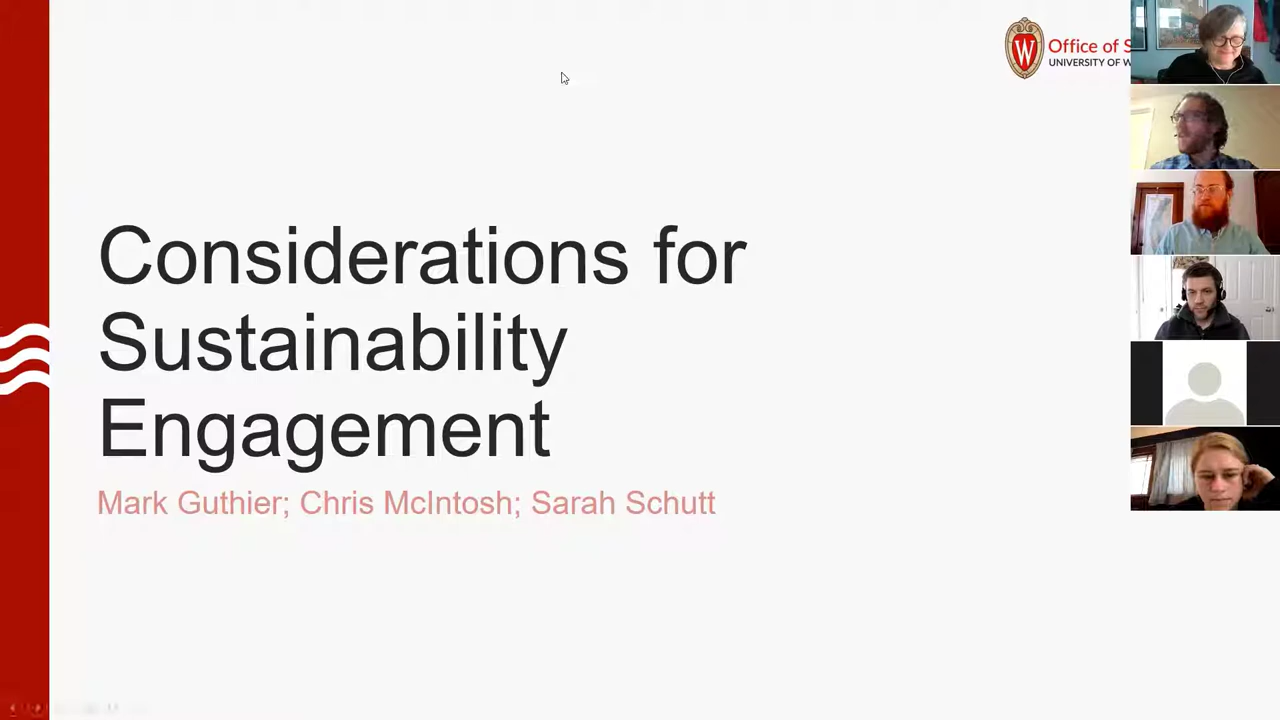 Office of
UNIVERSITY OF
Considerations for
Sustainability
Engagement
Mark Guthier; Chris McIntosh; Sarah Schutt